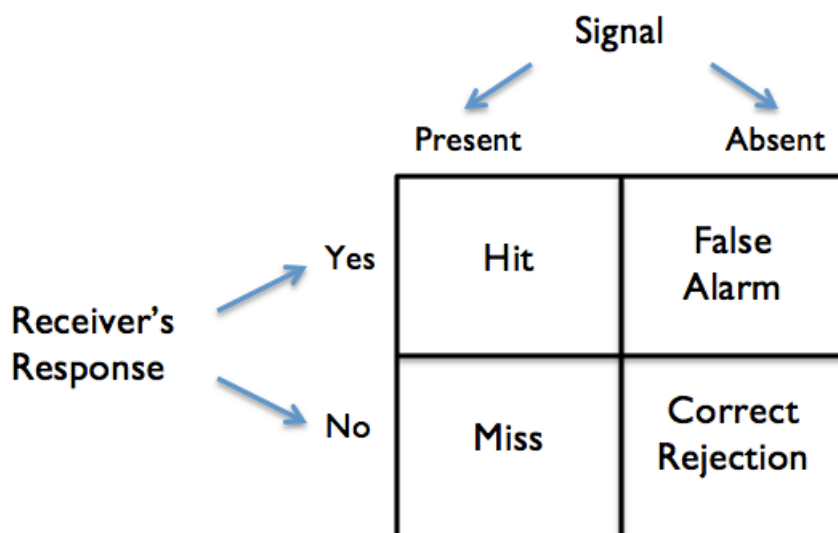 Signal
Present Absent
Yes Hit False
Alarm
Receiver's
Response
No Miss Correct
Rejection